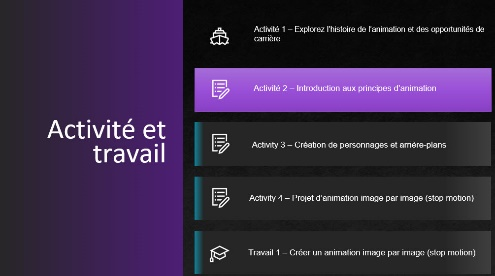 Activité et
travail
Activité 1 – Explorez l'histoire de l'animation et des opportunités de
carrière
Activité 2 – Introduction aux principes d'animation
Activity 3 – Création de personnages et arrière-plans
Activity 4 – Projet d'animation image par image (stop motion)
Travail 1 – Créer un animation image par image (stop motion)